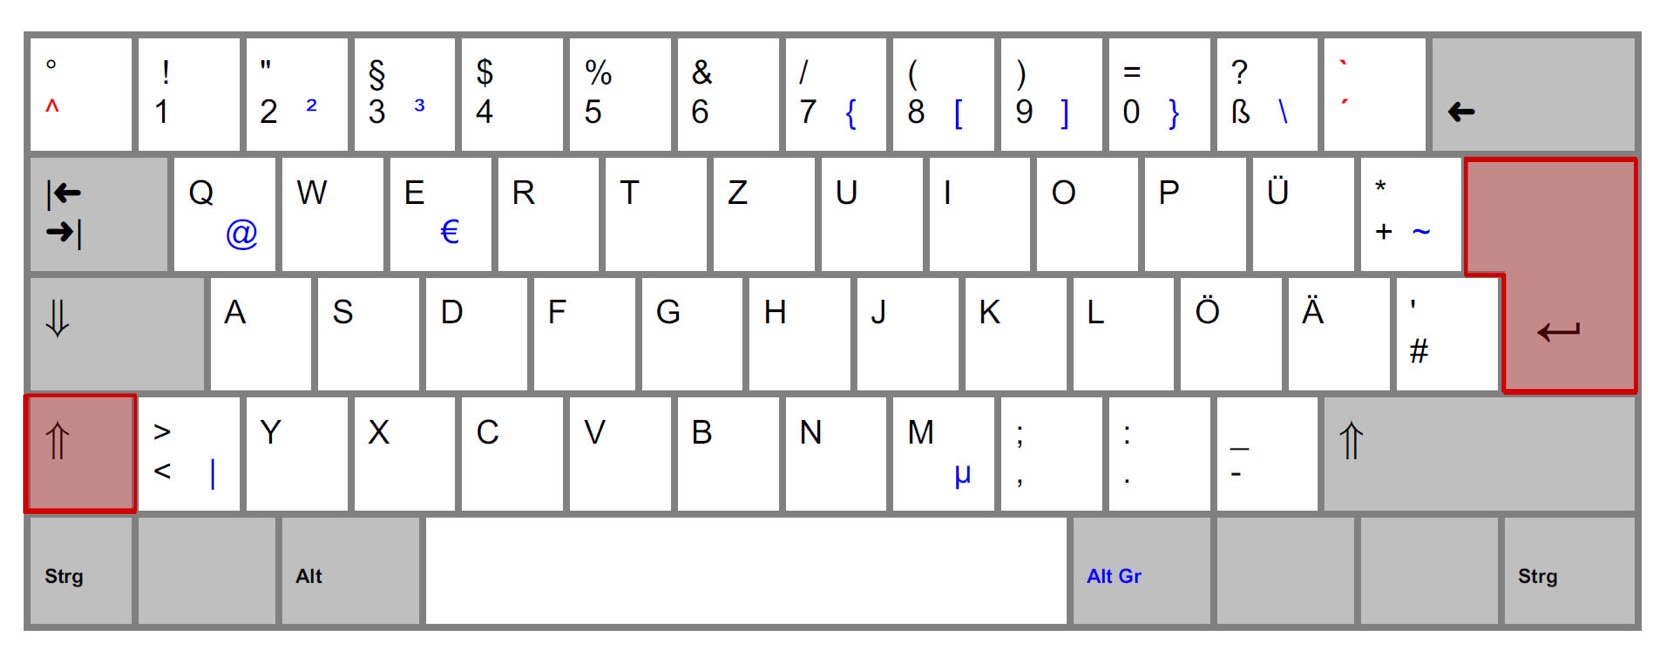 ° ! " § $ % & / ( ) = ? `
^ 1 2 ² 3 ³ 4 5 6 7 { 8 [ 9 ] 0 } ß \ ´ ←
|← Q W E R T Z U I O P Ü *
→| @ € + ~
⇓ A S D F G H J K L Ö Ä '
# ↵
⇑ > Y X C V B N M ; : _ ⇑
< | µ , . -
Strg Alt Alt Gr Strg